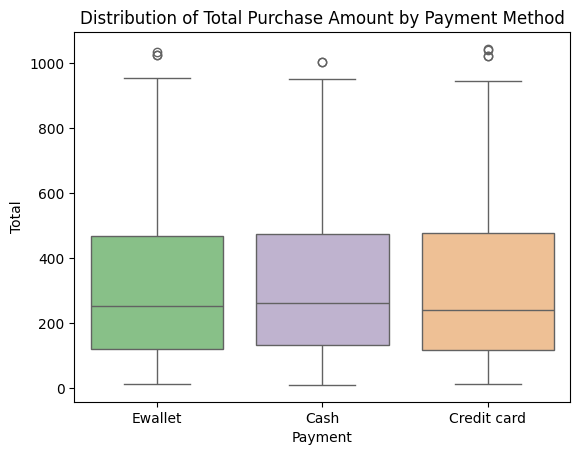 Distribution of Total Purchase Amount by Payment Method
1000
800
600
400
200
0
Total
Ewallet Cash Credit card
Payment